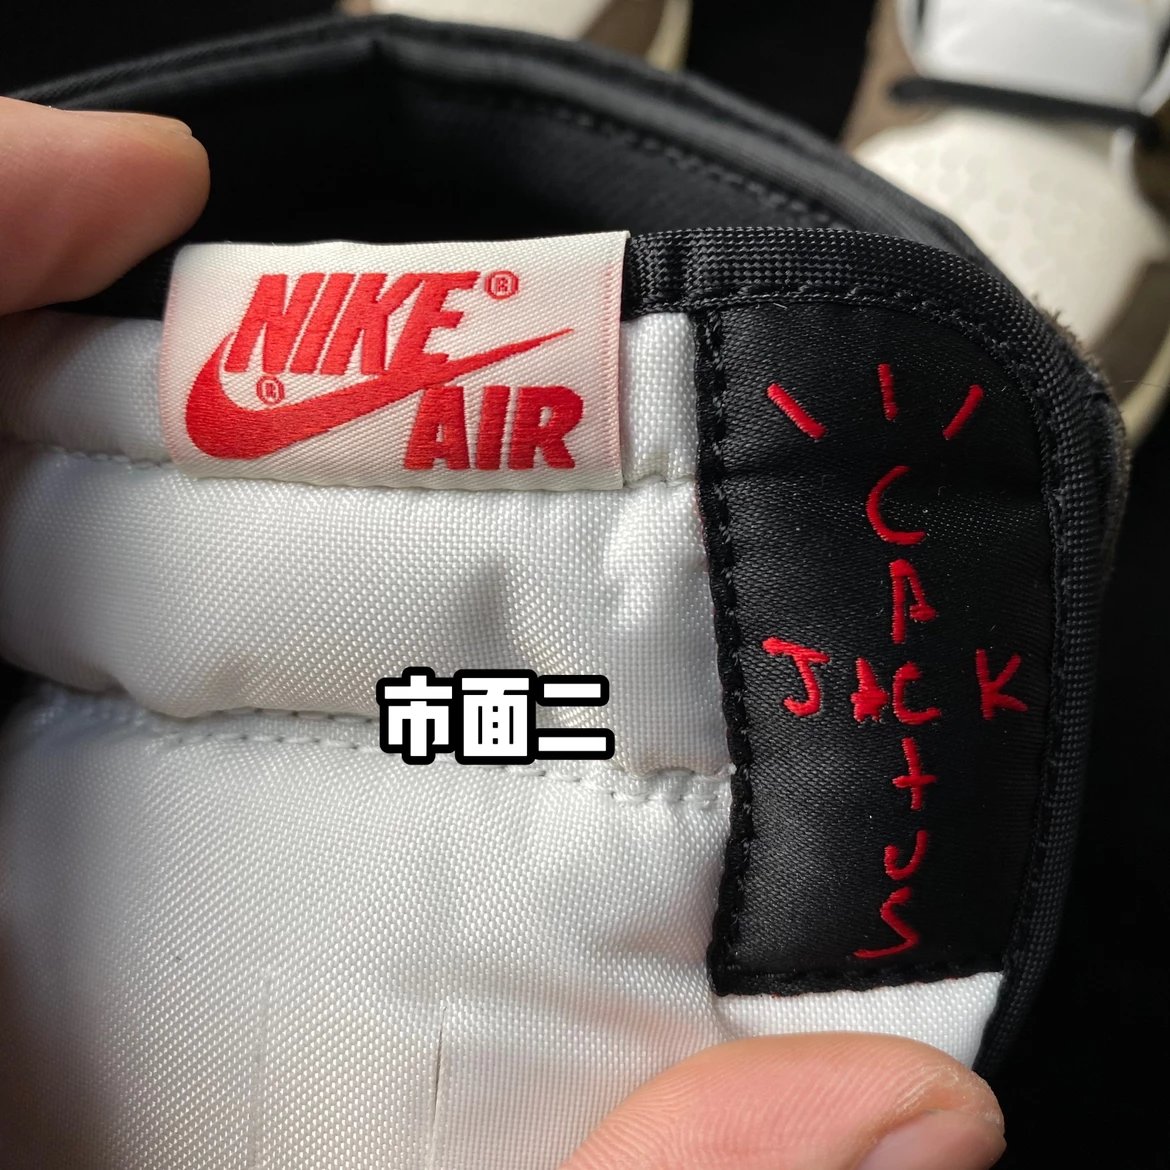 NIKE ®
®
AIR
CACTUS
JACK
市面二